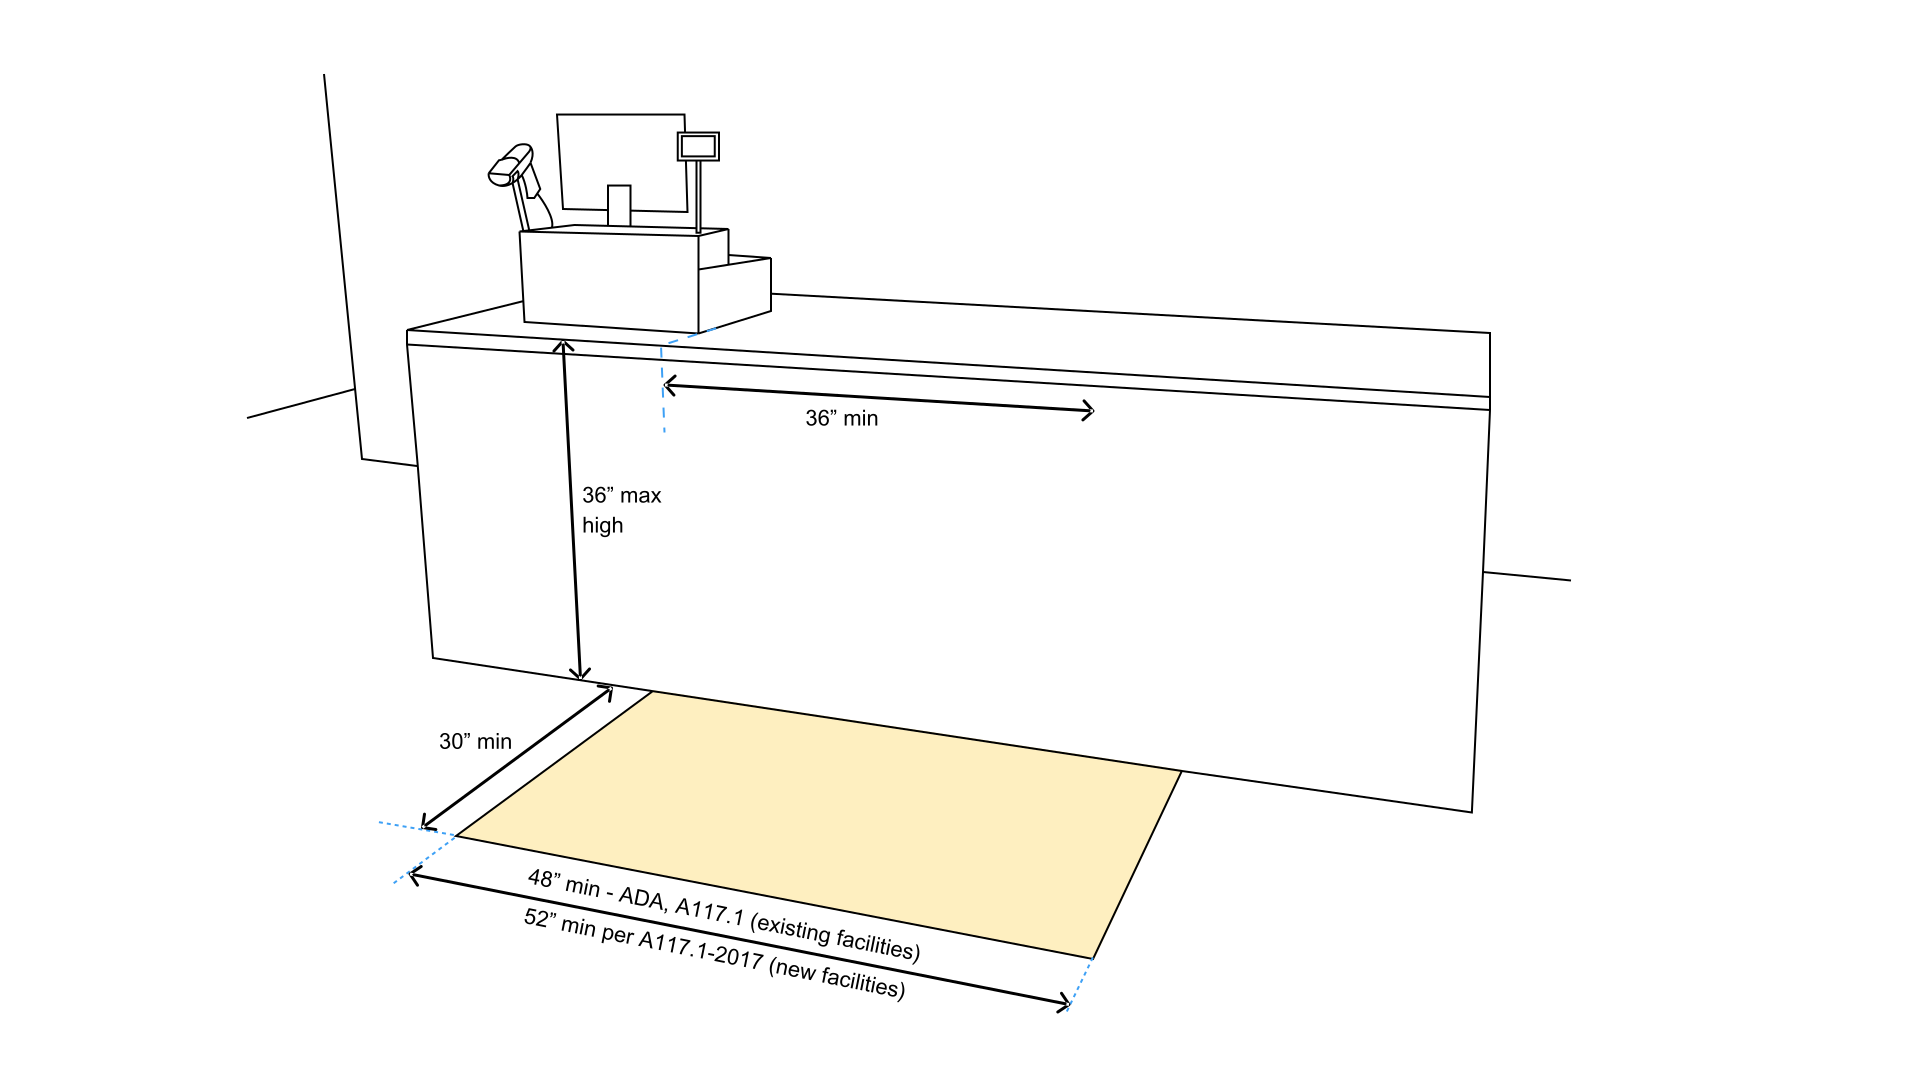 36” min
36” max
high
30” min
48” min - ADA, A117.1 (existing facilities)
52” min per A117.1-2017 (new facilities)